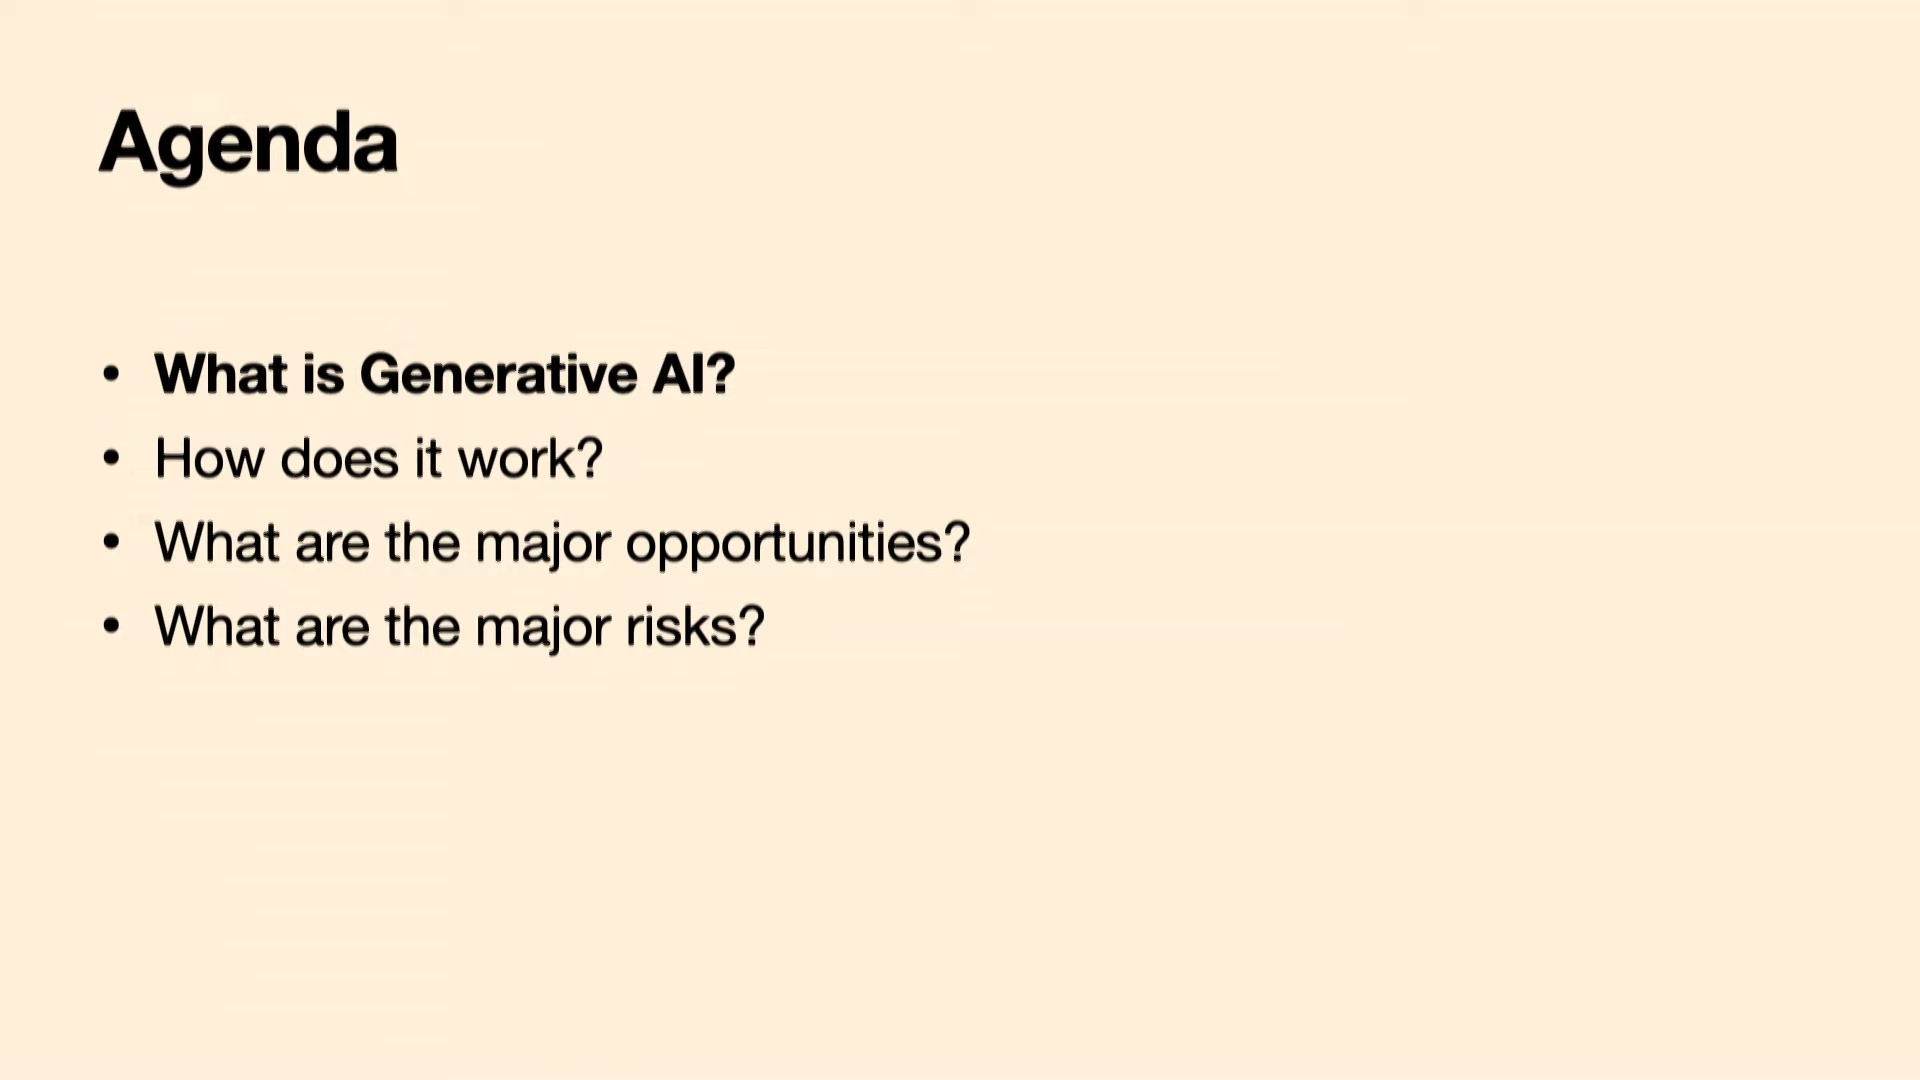 Agenda
• What is Generative AI?
• How does it work?
• What are the major opportunities?
• What are the major risks?